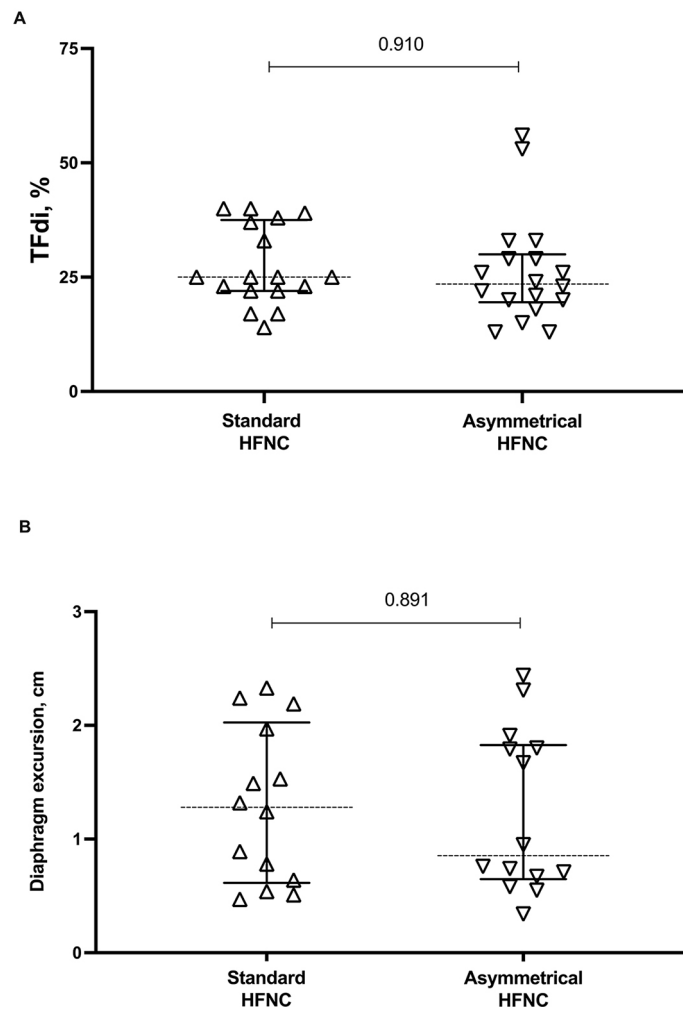 A
0.910
75
50
25
0
TFdi, %
Standard
HFNC
Asymmetrical
HFNC
B
0.891
3
2
1
0
Diaphragm excursion, cm
Standard
HFNC
Asymmetrical
HFNC